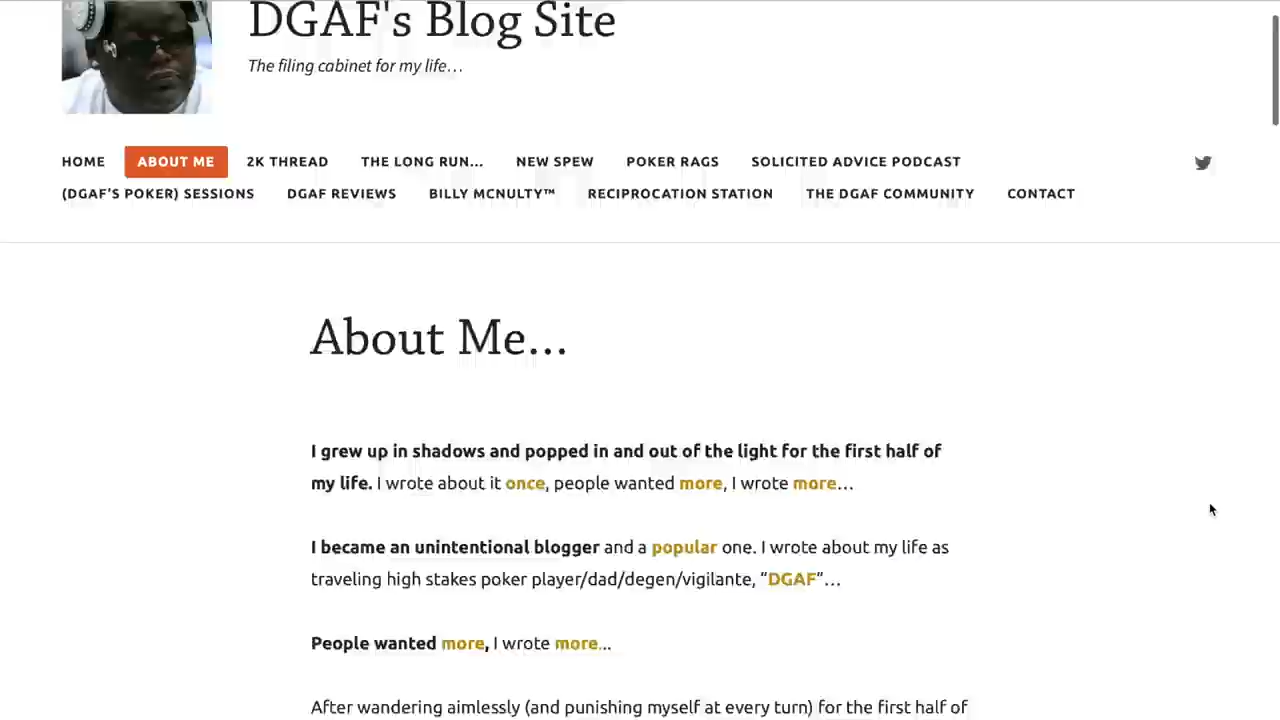 DGAF's Blog Site
The filing cabinet for my life…
HOME ABOUT ME 2K THREAD THE LONG RUN… NEW SPEW POKER RAGS SOLICITED ADVICE PODCAST
(DGAF’S POKER) SESSIONS DGAF REVIEWS BILLY MCNULTY™ RECIPROCATION STATION THE DGAF COMMUNITY CONTACT
About Me…
I grew up in shadows and popped in and out of the light for the first half of
my life. I wrote about it once, people wanted more, I wrote more…
I became an unintentional blogger and a popular one. I wrote about my life as
traveling high stakes poker player/dad/degen/vigilante, “DGAF”…
People wanted more, I wrote more…
After wandering aimlessly (and punishing myself at every turn) for the first half of